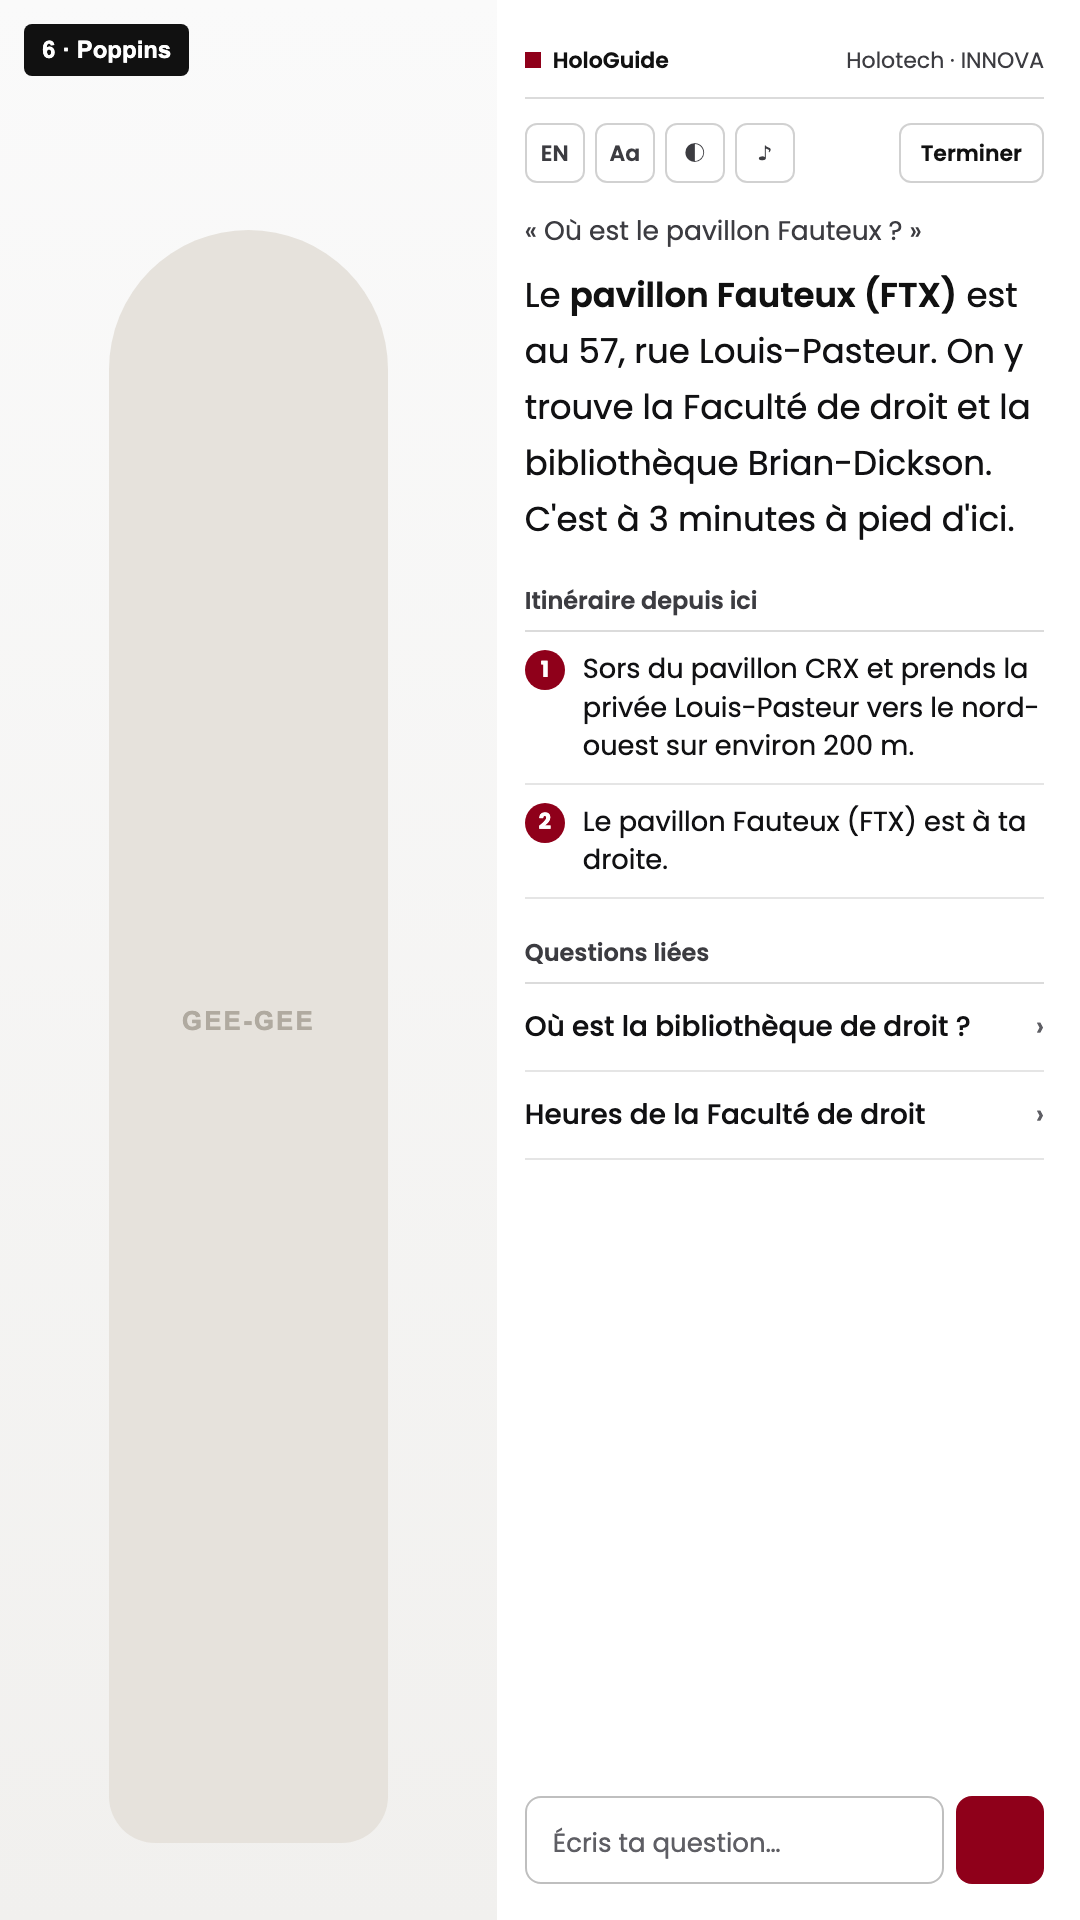 6 · Poppins
HoloGuide
Holotech · INNOVA
EN
Aa
Terminer
« Où est le pavillon Fauteux ? »
Le pavillon Fauteux (FTX) est
au 57, rue Louis-Pasteur. On y
trouve la Faculté de droit et la
bibliothèque Brian-Dickson.
C'est à 3 minutes à pied d'ici.
Itinéraire depuis ici
1 Sors du pavillon CRX et prends la
privée Louis-Pasteur vers le nord-
ouest sur environ 200 m.
2 Le pavillon Fauteux (FTX) est à ta
droite.
Questions liées
Où est la bibliothèque de droit ? ›
Heures de la Faculté de droit ›
GEE-GEE
Écris ta question...